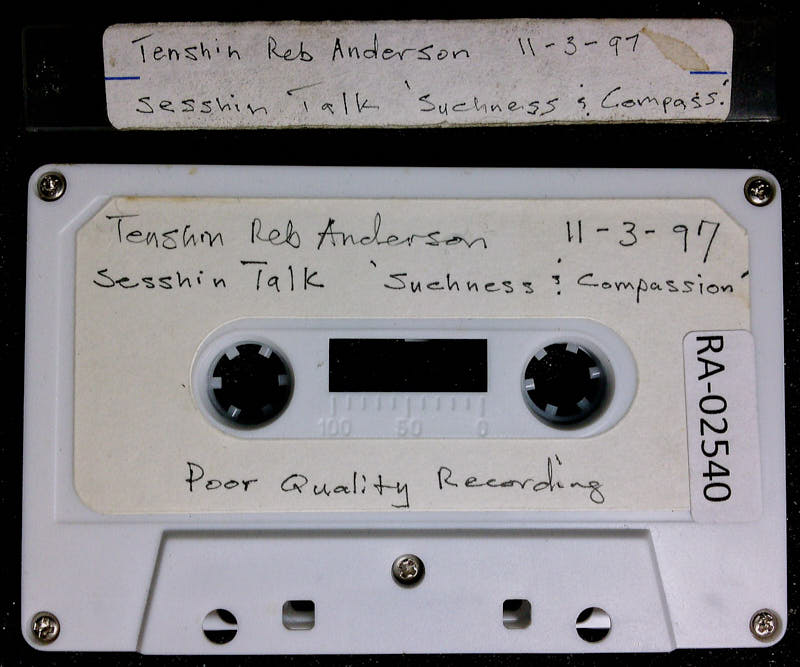 Tenshin Reb Anderson 11-3-97
Sesshin Talk 'Suchness & Compass.'
Tenshin Reb Anderson 11-3-97
Sesshin Talk 'Suchness & Compassion'
RA-02540
100 50 0
Poor Quality Recording